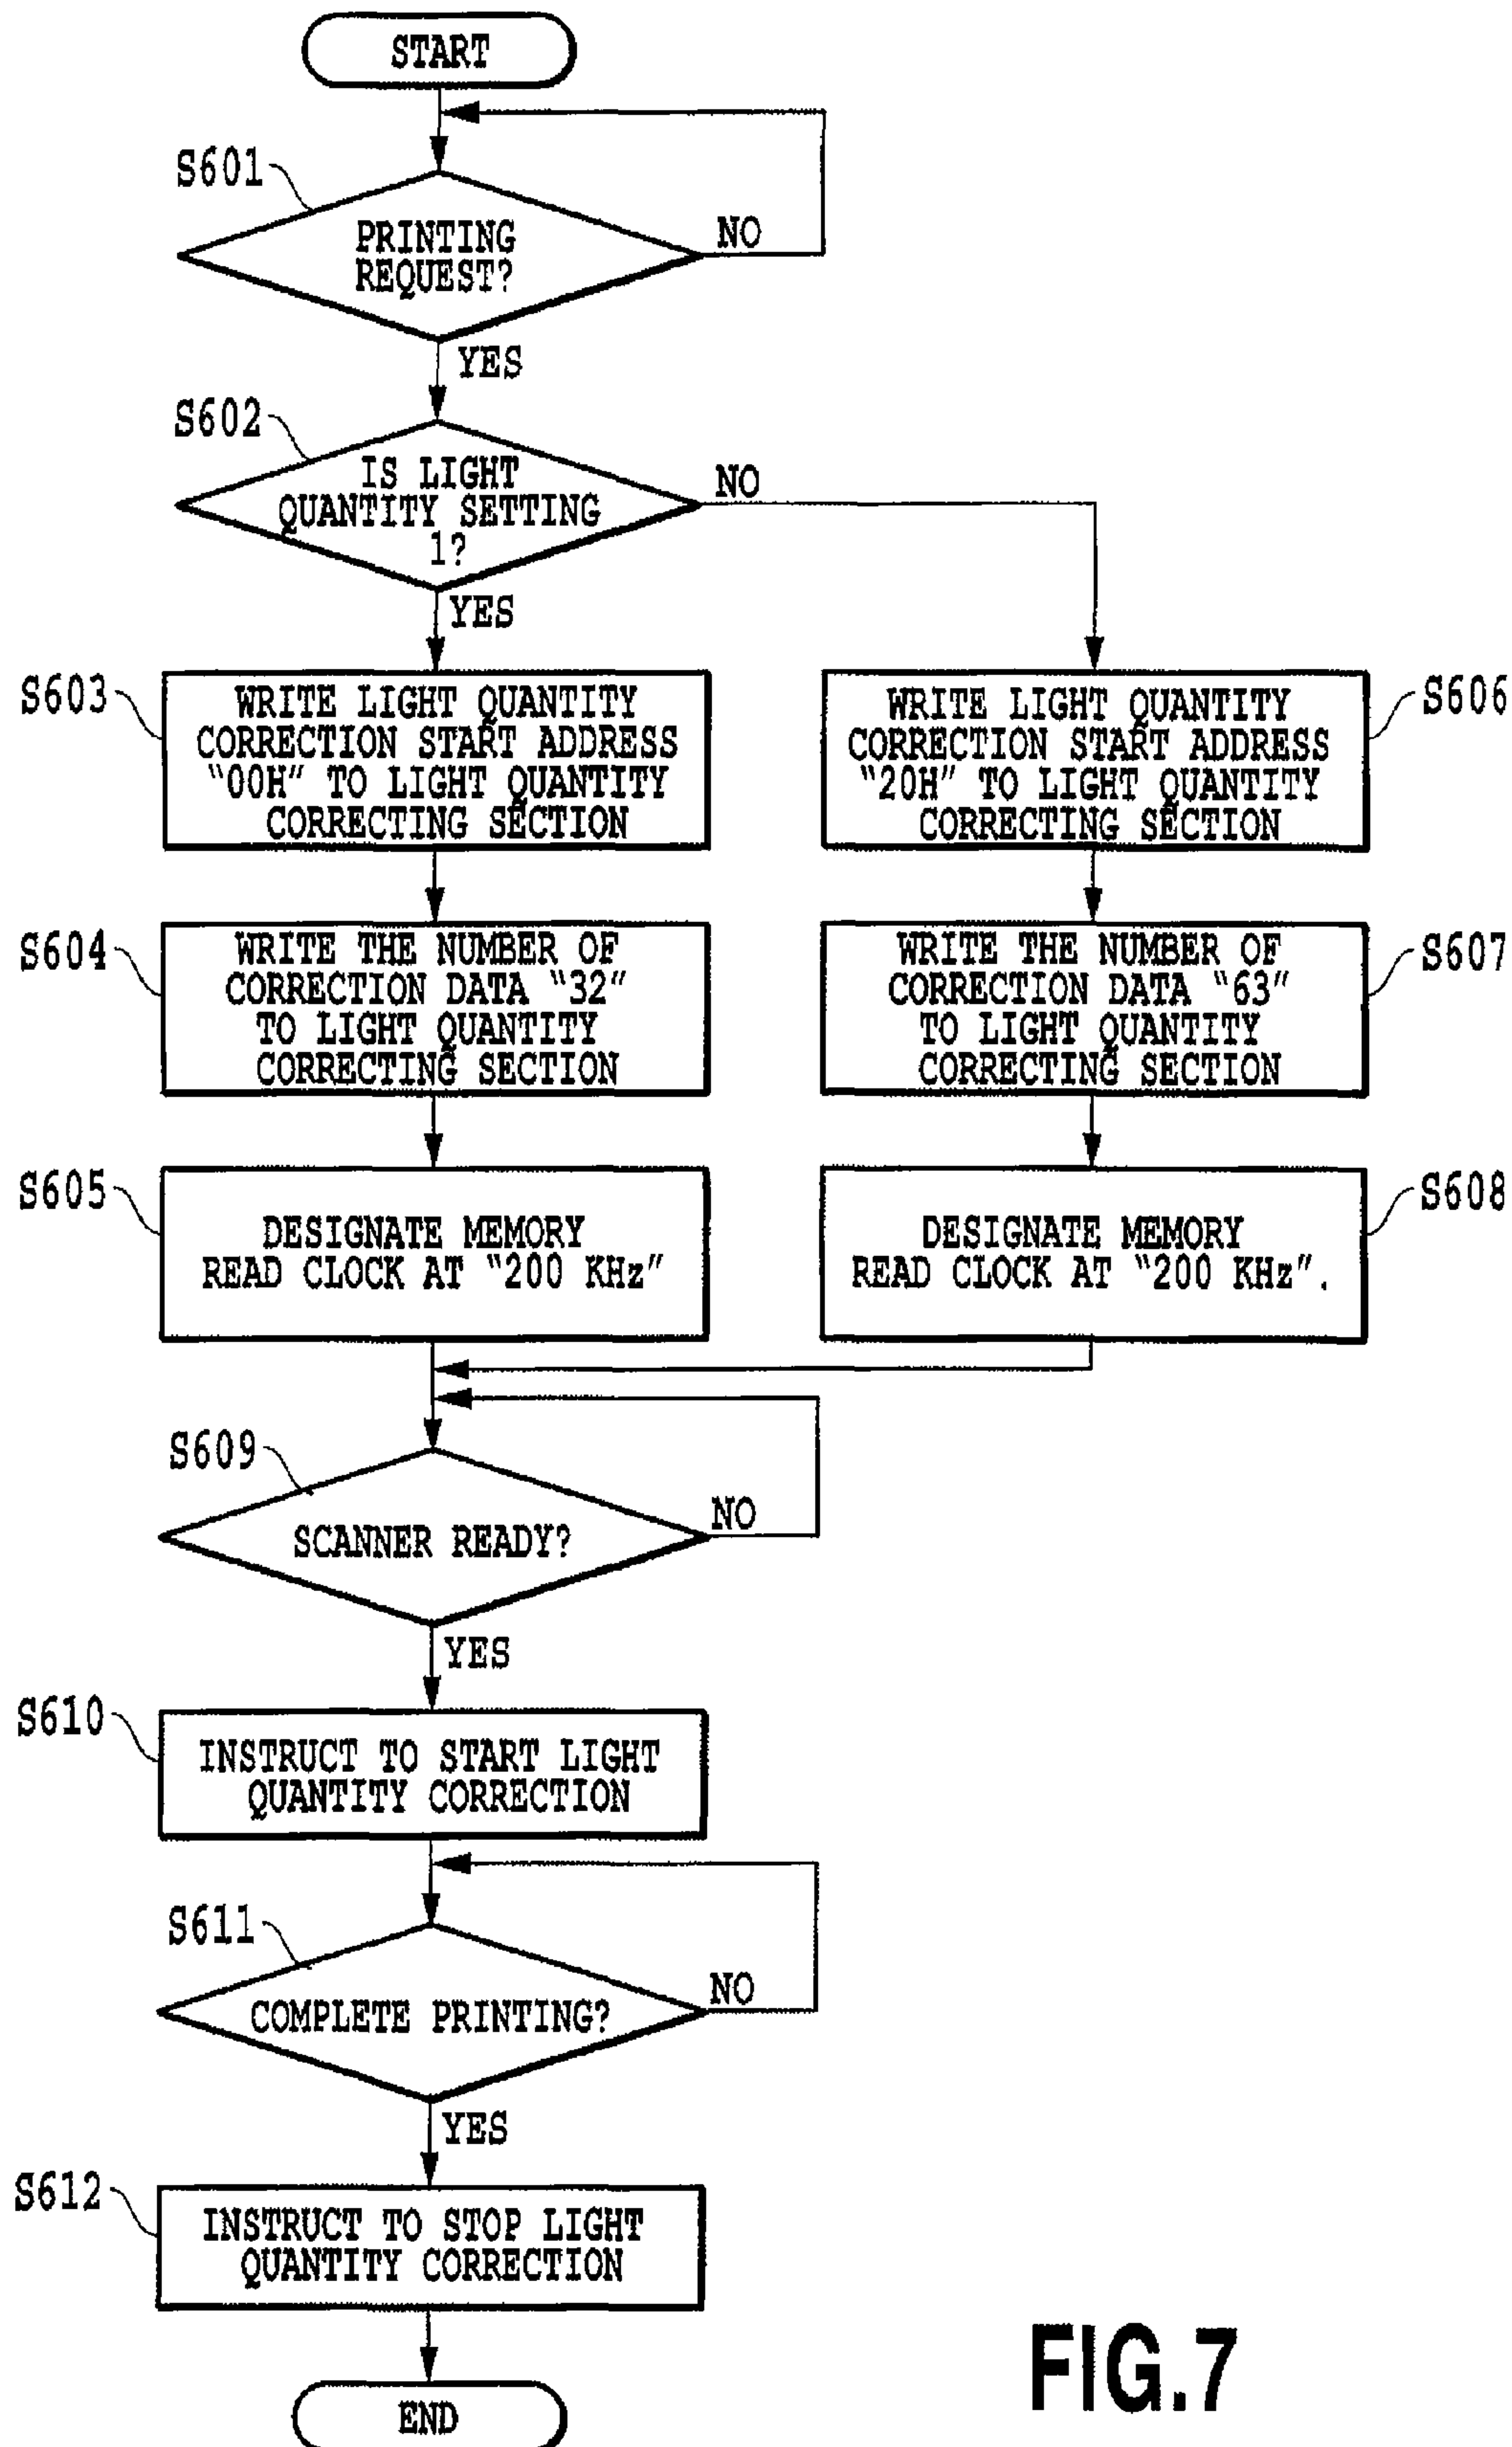 START
S601
PRINTING
REQUEST?
NO
YES
S602
IS LIGHT
QUANTITY SETTING
1?
NO
YES
S603
WRITE LIGHT QUANTITY
CORRECTION START ADDRESS
"00H" TO LIGHT QUANTITY
CORRECTING SECTION
S606
WRITE LIGHT QUANTITY
CORRECTION START ADDRESS
"20H" TO LIGHT QUANTITY
CORRECTING SECTION
S604
WRITE THE NUMBER OF
CORRECTION DATA "32"
TO LIGHT QUANTITY
CORRECTING SECTION
S607
WRITE THE NUMBER OF
CORRECTION DATA "63"
TO LIGHT QUANTITY
CORRECTING SECTION
S605
DESIGNATE MEMORY
READ CLOCK AT "200 KHz"
S608
DESIGNATE MEMORY
READ CLOCK AT "200 KHz".
S609
SCANNER READY?
NO
YES
S610
INSTRUCT TO START LIGHT
QUANTITY CORRECTION
S611
COMPLETE PRINTING?
NO
YES
S612
INSTRUCT TO STOP LIGHT
QUANTITY CORRECTION
END
FIG.7